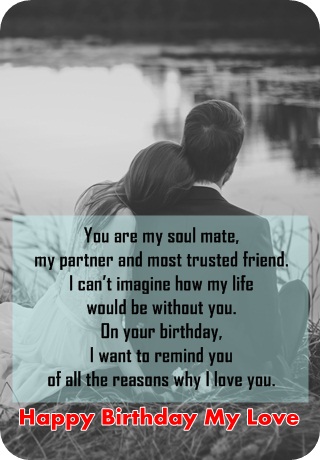 You are my soul mate,
my partner and most trusted friend.
I can't imagine how my life
would be without you.
On your birthday,
I want to remind you
of all the reasons why I love you.
Happy Birthday My Love